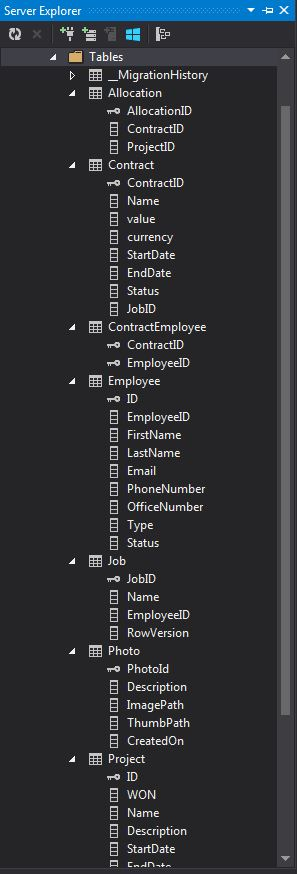 Server Explorer
Tables
__MigrationHistory
Allocation
AllocationID
ContractID
ProjectID
Contract
ContractID
Name
value
currency
StartDate
EndDate
Status
JobID
ContractEmployee
ContractID
EmployeeID
Employee
ID
EmployeeID
FirstName
LastName
Email
PhoneNumber
OfficeNumber
Type
Status
Job
JobID
Name
EmployeeID
RowVersion
Photo
PhotoId
Description
ImagePath
ThumbPath
CreatedOn
Project
ID
WON
Name
Description
StartDate
EndDate